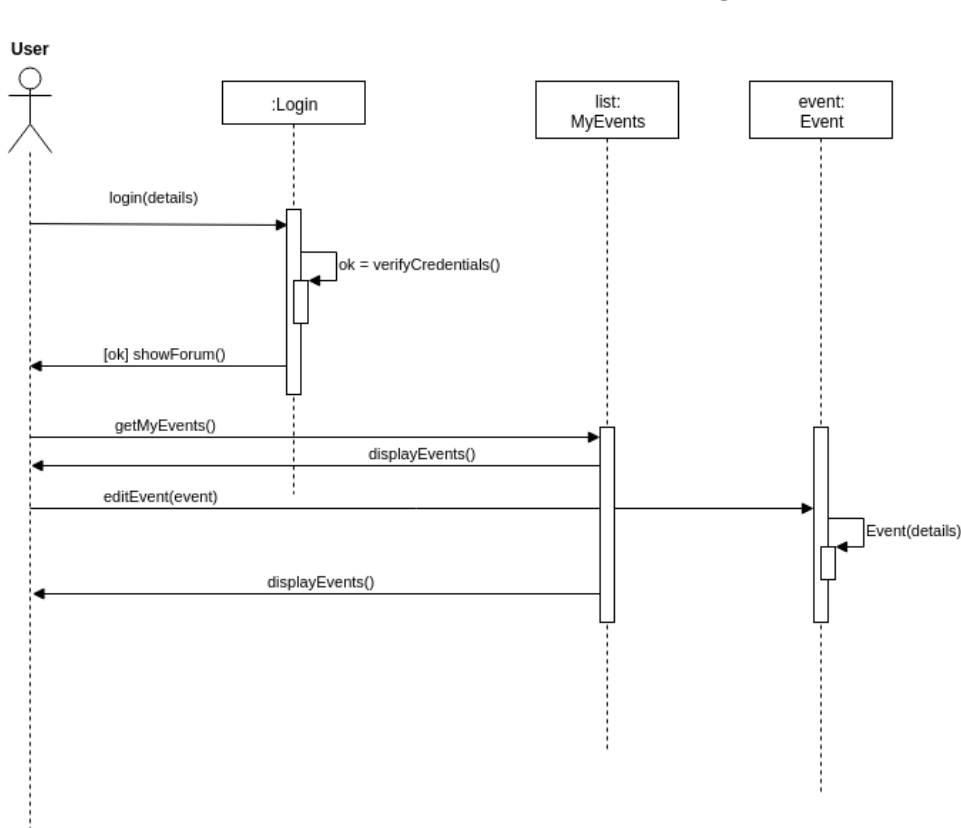 User
:Login
list:
MyEvents
event:
Event
login(details)
ok = verifyCredentials()
[ok] showForum()
getMyEvents()
displayEvents()
editEvent(event)
Event(details)
displayEvents()